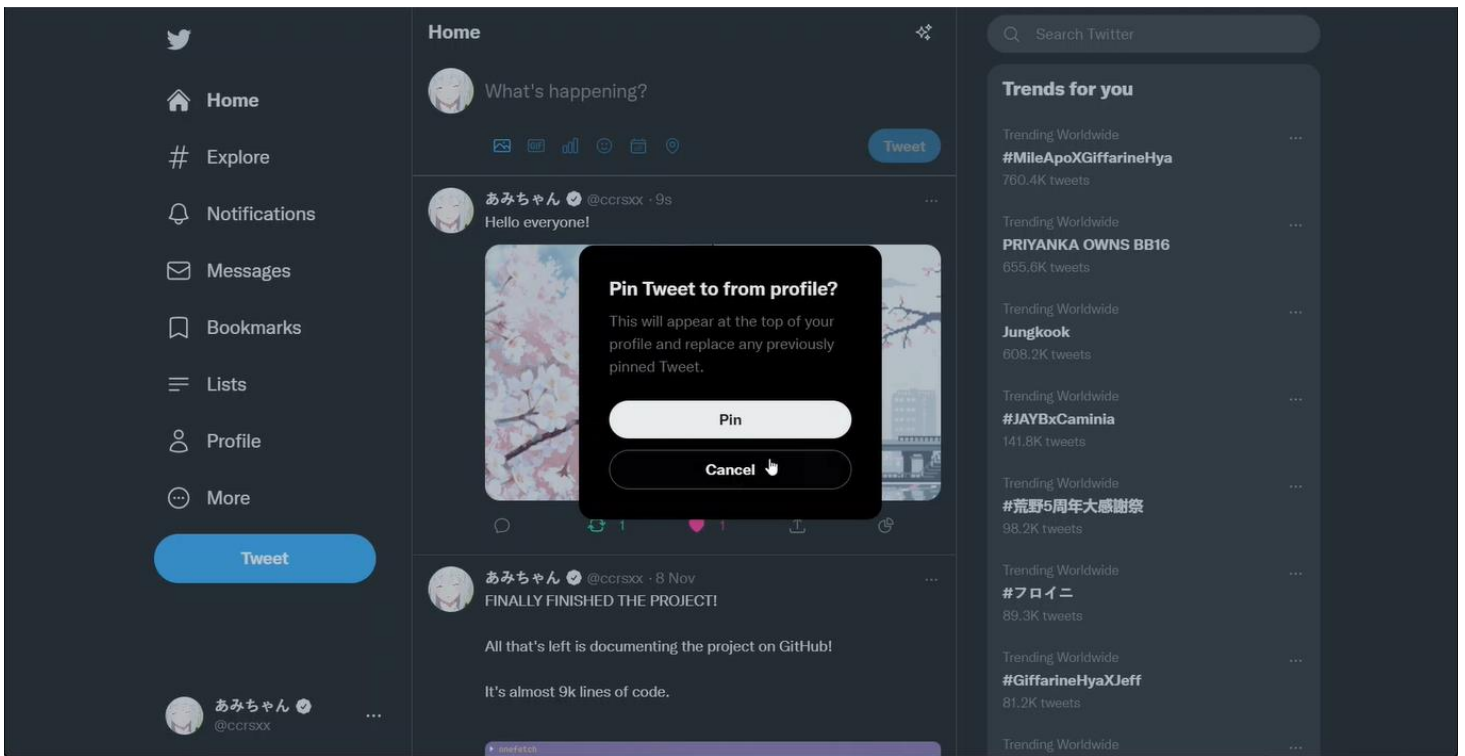 Home
Explore
Notifications
Messages
Bookmarks
Lists
Profile
More
Tweet
あみちゃん
@ccrsxx
Home
What's happening?
GIF
Tweet
あみちゃん @ccrsxx · 9s
Hello everyone!
1 1
あみちゃん @ccrsxx · 8 Nov
FINALLY FINISHED THE PROJECT!
All that's left is documenting the project on GitHub!
It's almost 9k lines of code.
onefetch
Pin Tweet to from profile?
This will appear at the top of your
profile and replace any previously
pinned Tweet.
Pin
Cancel
Search Twitter
Trends for you
Trending Worldwide
#MileApoXGiffarineHya
760.4K tweets
Trending Worldwide
PRIYANKA OWNS BB16
655.6K tweets
Trending Worldwide
Jungkook
608.2K tweets
Trending Worldwide
#JAYBxCaminia
141.8K tweets
Trending Worldwide
#荒野5周年大感謝祭
98.2K tweets
Trending Worldwide
#フロイニ
89.3K tweets
Trending Worldwide
#GiffarineHyaXJeff
81.2K tweets
Trending Worldwide